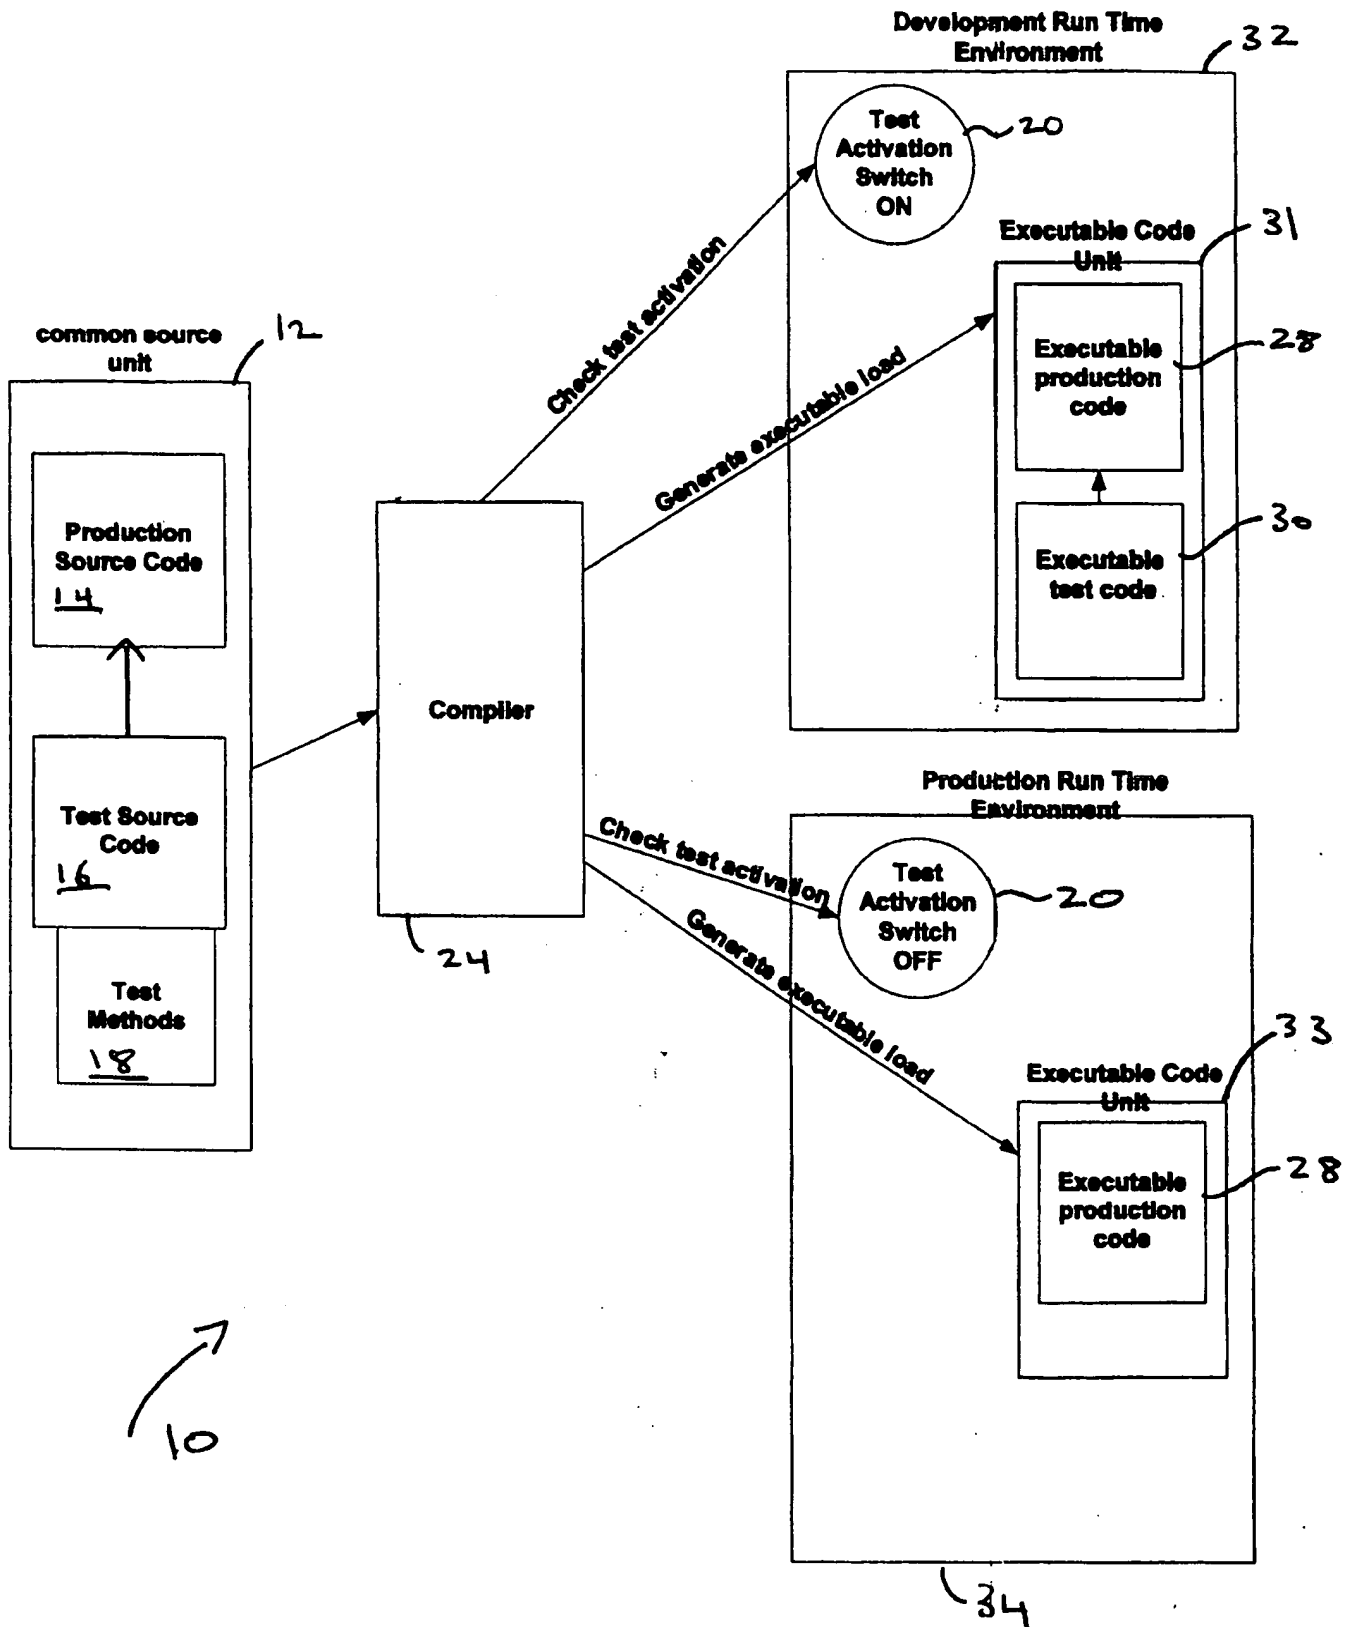 Development Run Time
Environment
32
Test
Activation
Switch
ON
20
Executable Code
Unit
31
Executable
production
code
28
Executable
test code
30
Check test activation
Generate executable load
common source
unit
12
Production
Source Code
14
Test Source
Code
16
Test
Methods
18
Compiler
24
Production Run Time
Environment
Check test activation
Test
Activation
Switch
OFF
20
Generate executable load
Executable Code
Unit
33
Executable
production
code
28
34
10